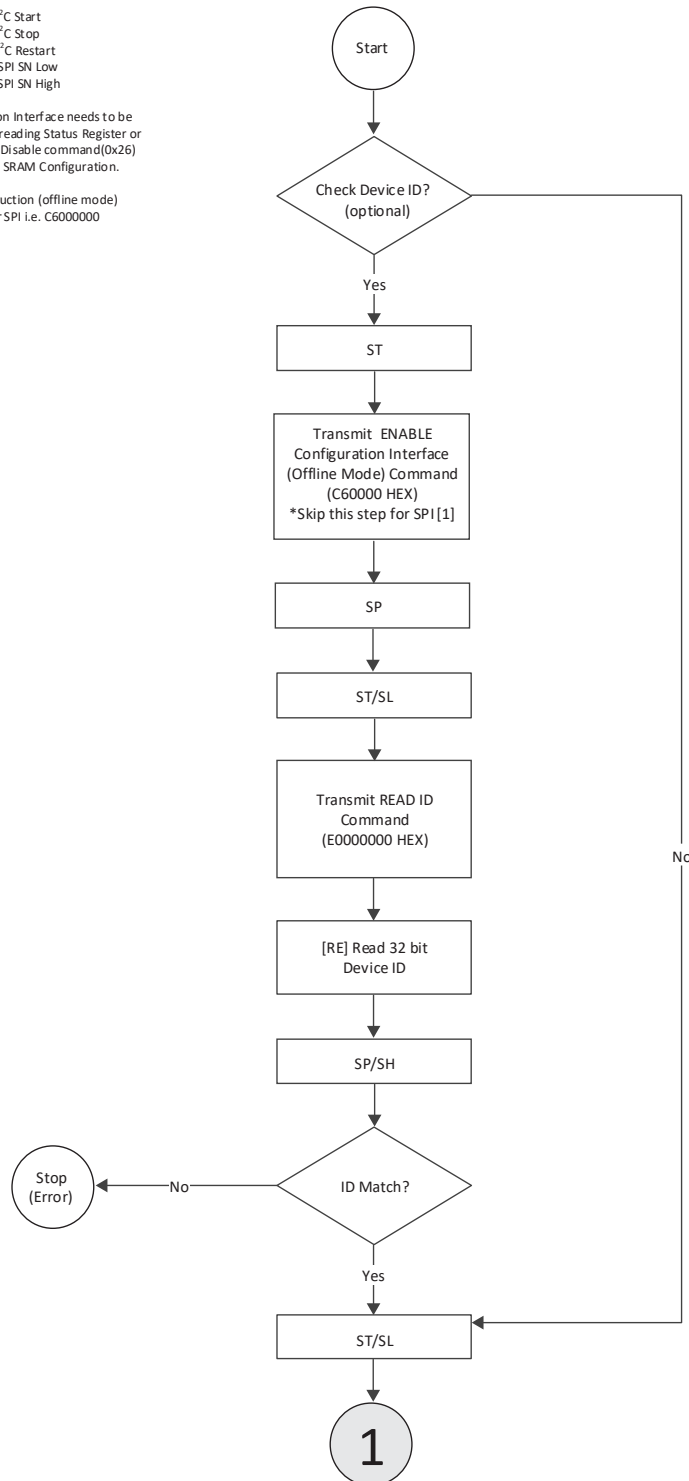 ²C Start
²C Stop
²C Restart
SPI SN Low
SPI SN High
on Interface needs to be
reading Status Register or
Disable command(0x26)
SRAM Configuration.
uction (offline mode)
r SPI i.e. C6000000
Start
Check Device ID?
(optional)
Yes
ST
Transmit ENABLE
Configuration Interface
(Offline Mode) Command
(C60000 HEX)
*Skip this step for SPI[1]
SP
ST/SL
Transmit READ ID
Command
(E0000000 HEX)
No
[RE] Read 32 bit
Device ID
SP/SH
ID Match?
No
Stop
(Error)
Yes
ST/SL
1